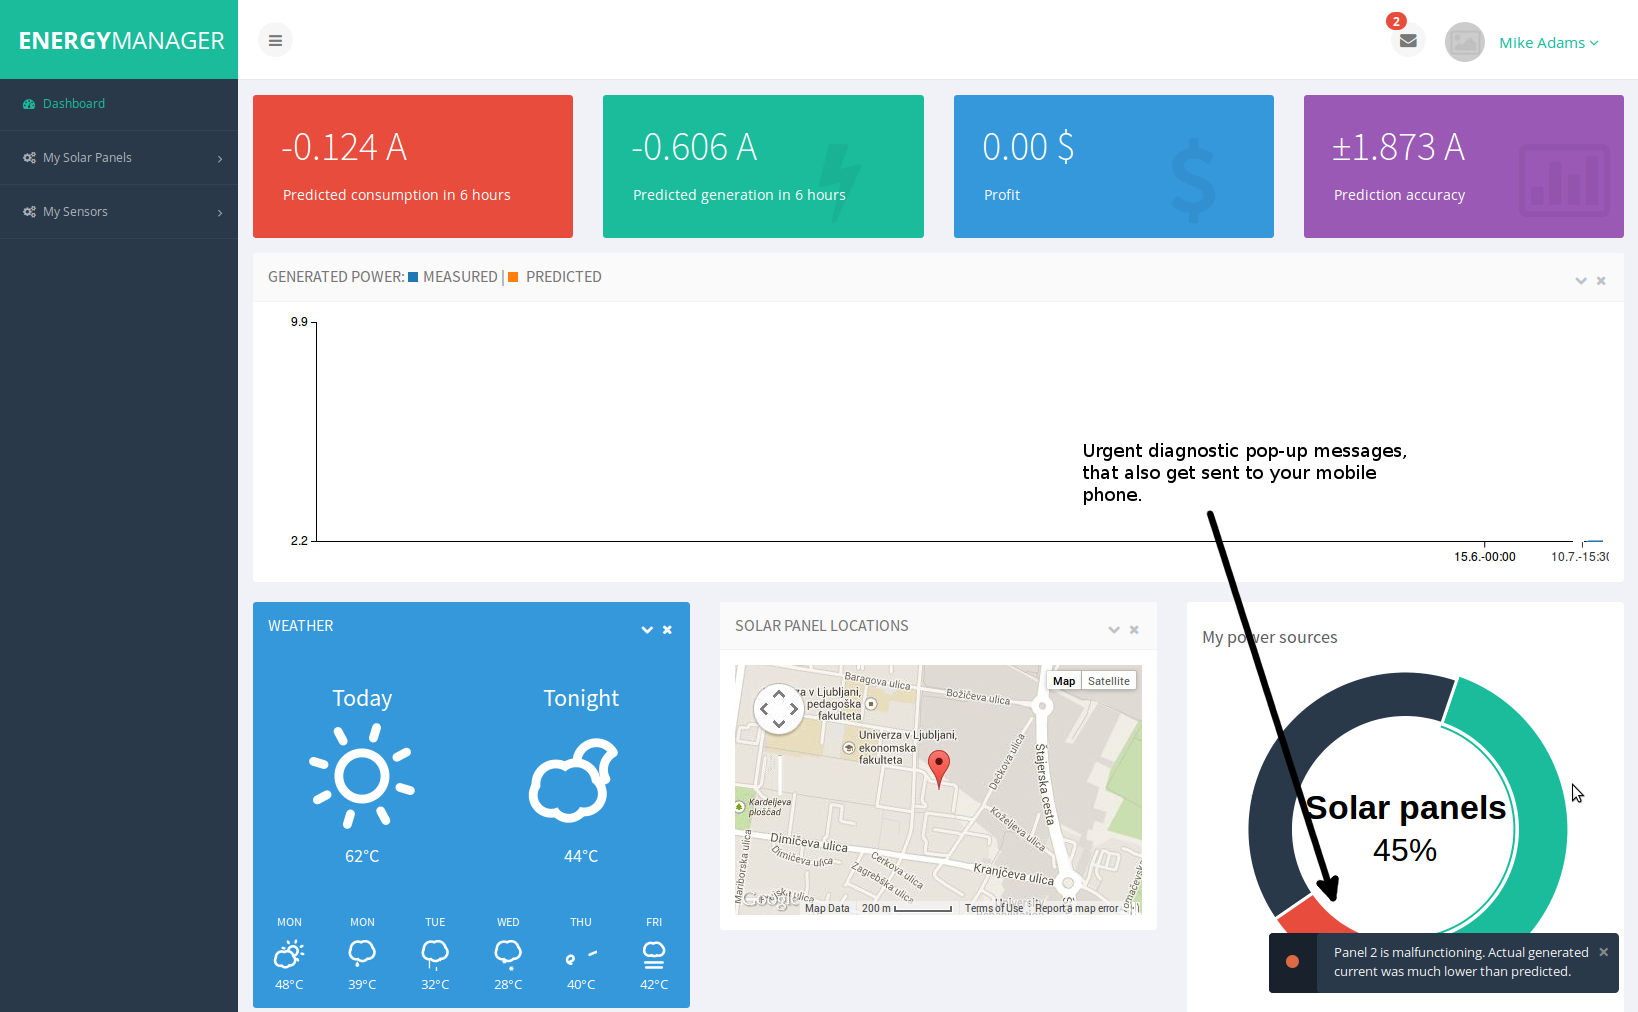 ENERGYMANAGER
2
Mike Adams
Dashboard
My Solar Panels
My Sensors
-0.124 A
Predicted consumption in 6 hours
-0.606 A
Predicted generation in 6 hours
0.00 $
Profit
±1.873 A
Prediction accuracy
GENERATED POWER: MEASURED | PREDICTED
9.9
2.2
15.6.-00:00
10.7.-15:30
Urgent diagnostic pop-up messages,
that also get sent to your mobile
phone.
WEATHER
Today
Tonight
62°C
44°C
MON
MON
TUE
WED
THU
FRI
48°C
39°C
32°C
28°C
40°C
42°C
SOLAR PANEL LOCATIONS
Map
Satellite
Baragova ulica
Božičeva ulica
za v Ljubljani,
pedagoška
fakulteta
Univerza v Ljubljani,
ekonomska
fakulteta
Dečkova ulica
Štajerska cesta
Kardeljeva
ploščad
Mariborska ulica
Dimičeva ulica
Dimičeva ulica
Cerkova ulica
Zagrebška ulica
Koželjeva ulica
Kranjčeva ulica
Google
Map Data
200 m
Terms of Use
Report a map error
My power sources
Solar panels
45%
Panel 2 is malfunctioning. Actual generated
current was much lower than predicted.